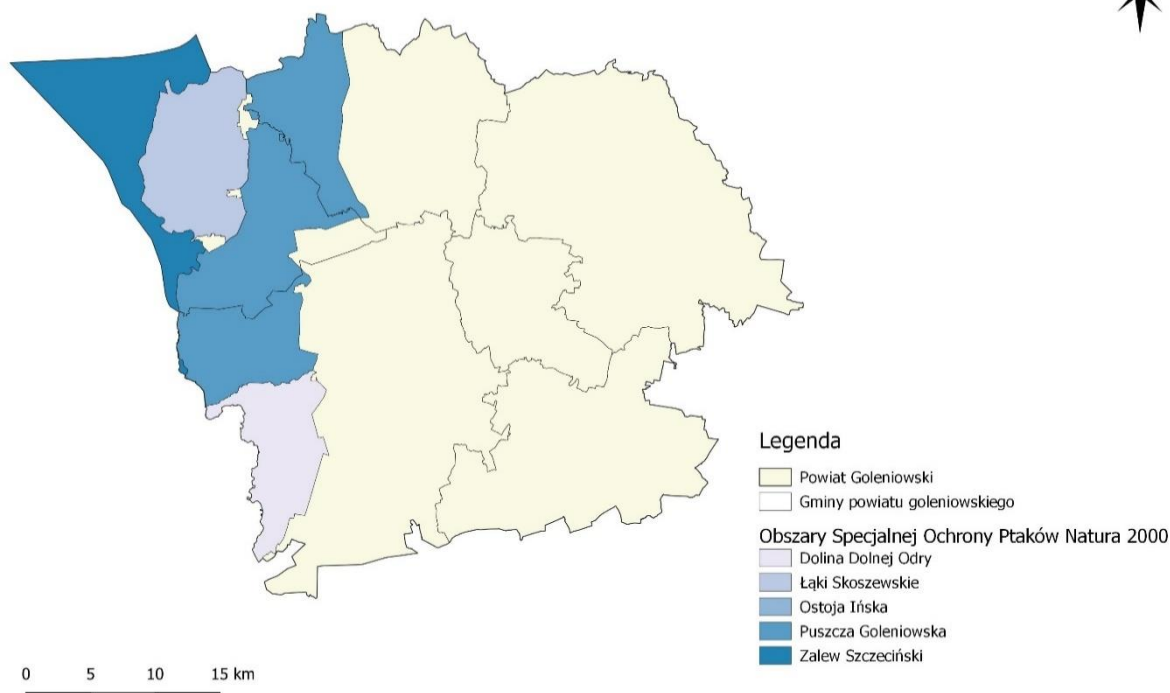 Legenda
Powiat Goleniowski
Gminy powiatu goleniowskiego
Obszary Specjalnej Ochrony Ptaków Natura 2000
Dolina Dolnej Odry
Łąki Skoszewskie
Ostoja Ińska
Puszcza Goleniowska
Zalew Szczeciński
0 5 10 15 km